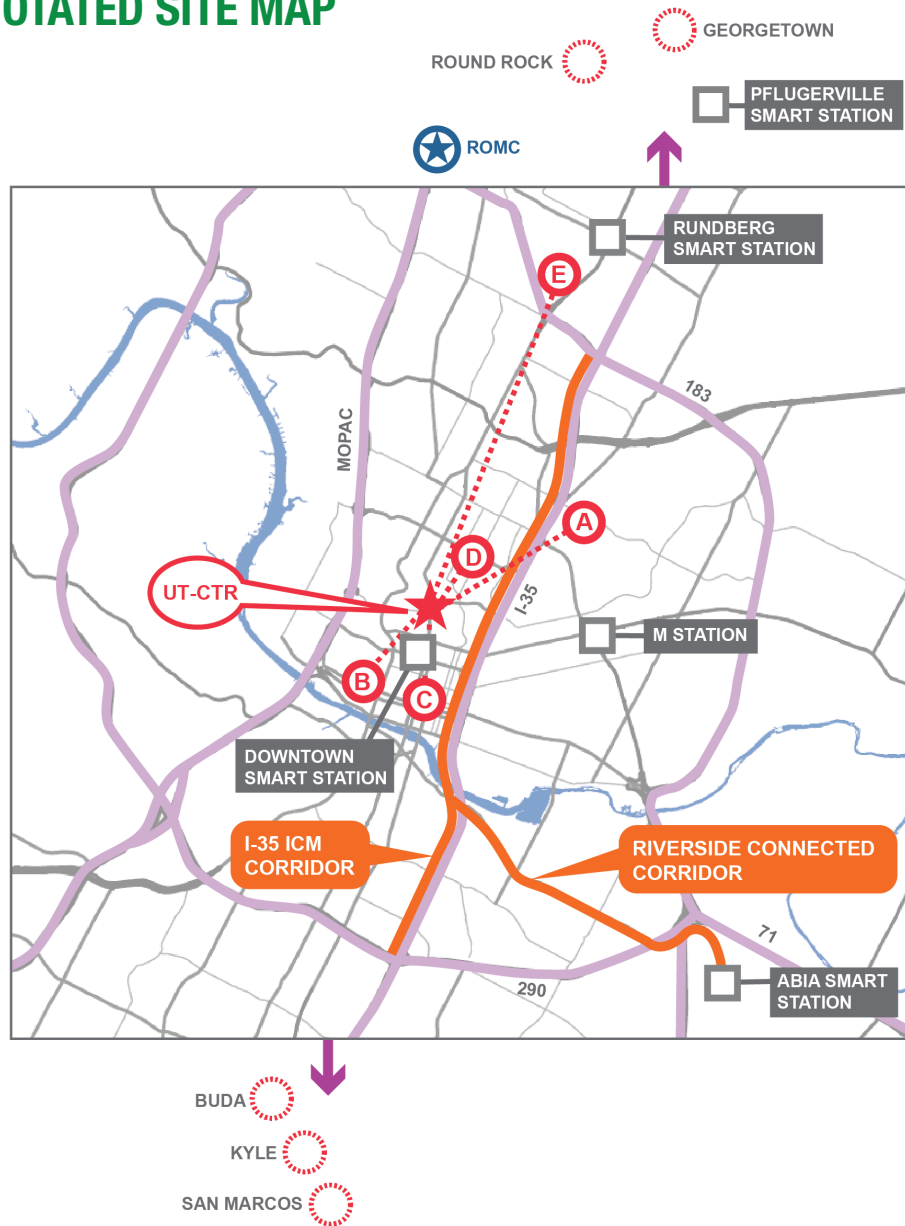 OTATED SITE MAP
GEORGETOWN
ROUND ROCK
PFLUGERVILLE
SMART STATION
ROMC
RUNDBERG
SMART STATION
E
183
MOPAC
A
D
UT-CTR
I-35
M STATION
B
C
DOWNTOWN
SMART STATION
I-35 ICM
CORRIDOR
RIVERSIDE CONNECTED
CORRIDOR
71
290
ABIA SMART
STATION
BUDA
KYLE
SAN MARCOS